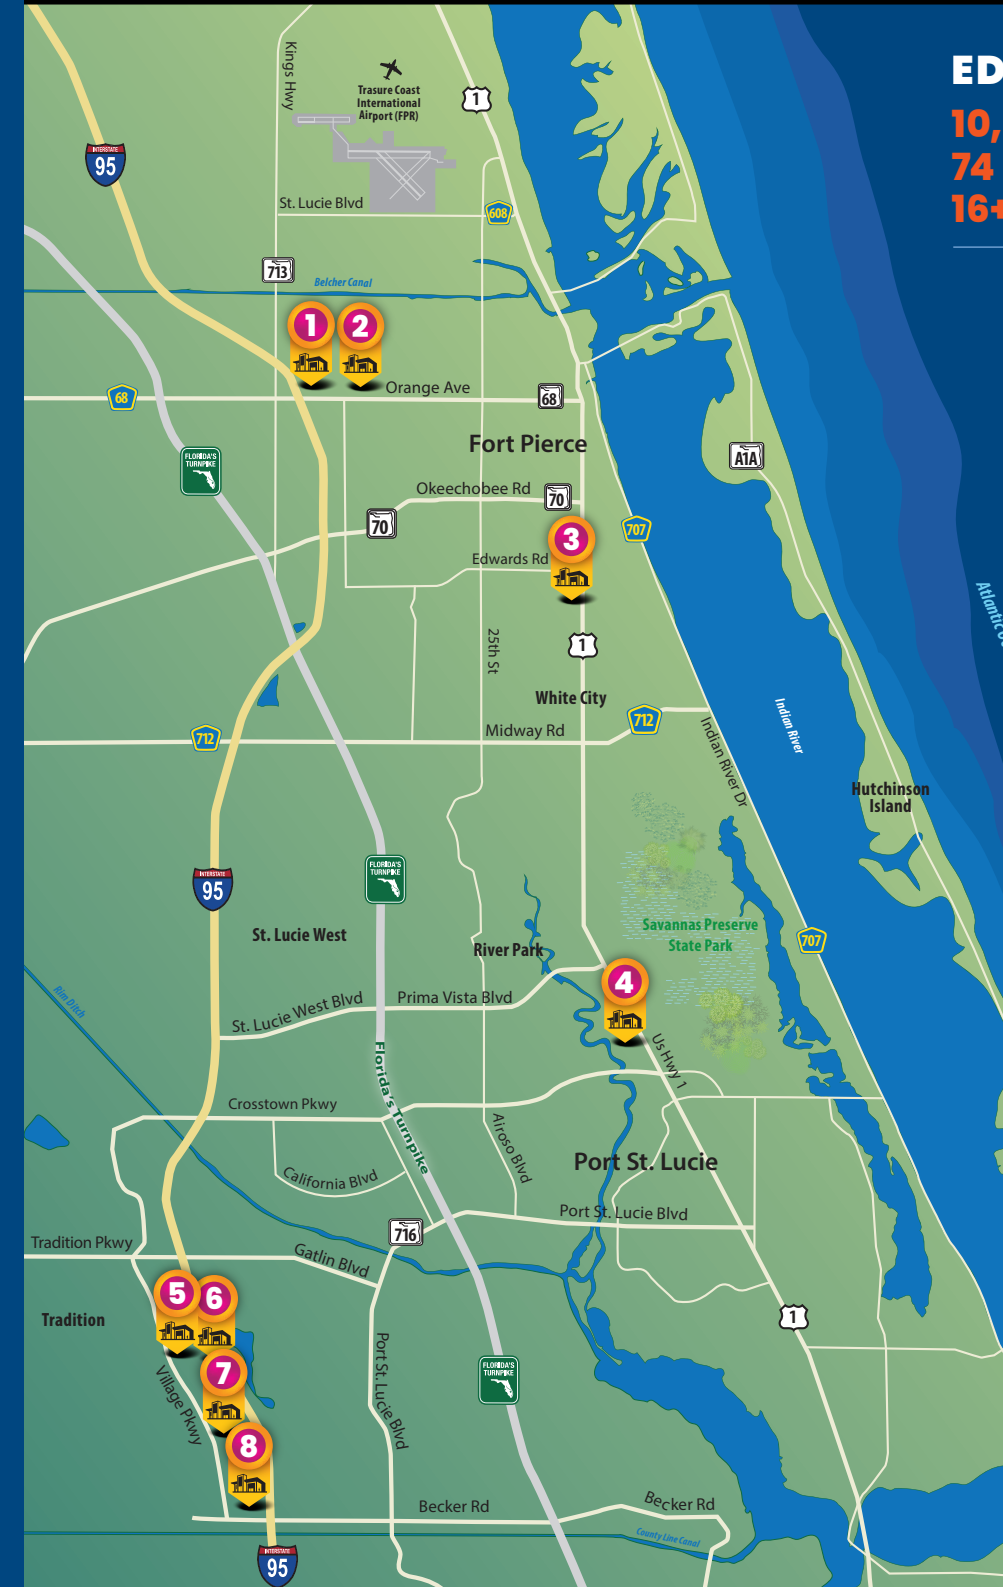 ED
10,
74
16+
Kings Hwy
Trasure Coast
International
Airport (FPR)
1
INTERSTATE
95
St. Lucie Blvd
608
713
Belcher Canal
1
2
Orange Ave
68
68
Fort Pierce
FLORIDA'S
TURNPIKE
A1A
Okeechobee Rd
70
70
707
3
Edwards Rd
Atlantic O
25th St
1
White City
712
712
Midway Rd
Indian River Dr
Indian River
Hutchinson
Island
FLORIDA'S
TURNPIKE
INTERSTATE
95
St. Lucie West
River Park
Savannas Preserve
State Park
707
4
Rim Ditch
St. Lucie West Blvd
Prima Vista Blvd
Us Hwy 1
Florida's Turnpike
Crosstown Pkwy
Airoso Blvd
California Blvd
Port St. Lucie
716
Port St. Lucie Blvd
Tradition Pkwy
Gatlin Blvd
5
6
Tradition
1
Port St. Lucie Blvd
7
Village Pkwy
FLORIDA'S
TURNPIKE
8
Becker Rd
Becker Rd
County Line Canal
INTERSTATE
95